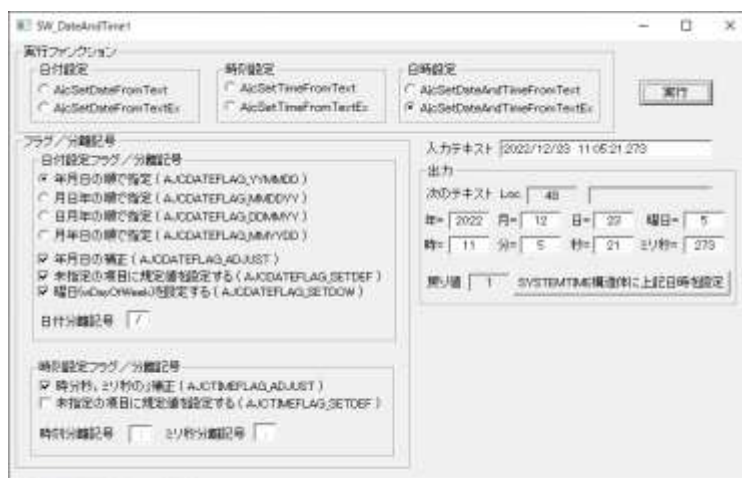 SW_DateAndTime1
実行ファンクション
日付設定
AjcSetDateFromText
AjcSetDateFromTextEx
時刻設定
AjcSetTimeFromText
AjcSetTimeFromTextEx
日時設定
AjcSetDateAndTimeFromText
AjcSetDateAndTimeFromTextEx
実行
フラグ/分離記号
日付設定フラグ/分離記号
年月日の順で指定 ( AJCDATEFLAG_YYMMDD )
月日年の順で指定 ( AJCDATEFLAG_MMDDYY )
日月年の順で指定 ( AJCDATEFLAG_DDMMYY )
月年日の順で指定 ( AJCDATEFLAG_MMYYDD )
年月日の補正 ( AJCDATEFLAG_ADJUST )
未指定の項目に規定値を設定する ( AJCDATEFLAG_SETDEF )
曜日(wDayOfWeek)を設定する ( AJCDATEFLAG_SETDOW )
日付分離記号 /
時刻設定フラグ/分離記号
時分秒、ミリ秒の補正 ( AJCTIMEFLAG_ADJUST )
未指定の項目に規定値を設定する ( AJCTIMEFLAG_SETDEF )
時刻分離記号 : ミリ秒分離記号 .
入力テキスト 2022/12/23 11:05:21.273
出力
次のテキスト Loc 48
年= 2022 月= 12 日= 23 曜日= 5
時= 11 分= 5 秒= 21 ミリ秒= 273
戻り値 1 SYSTEMTIME構造体に上記日時を設定